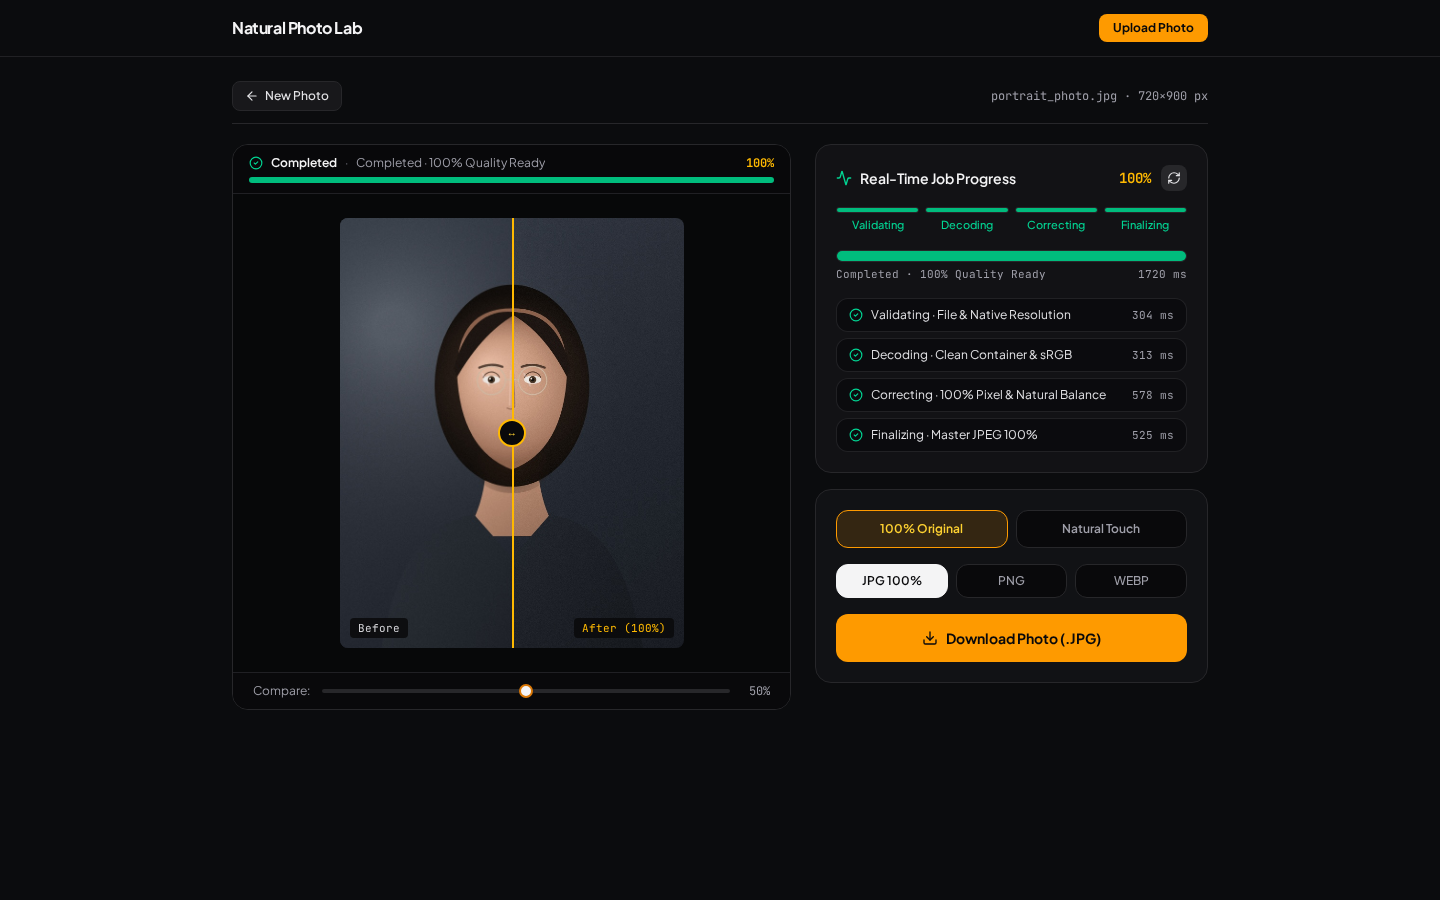 Natural Photo Lab
Upload Photo
New Photo
portrait_photo.jpg · 720×900 px
Completed · Completed · 100% Quality Ready 100%
Before
After (100%)
Compare: 50%
Real-Time Job Progress 100%
Validating Decoding Correcting Finalizing
Completed · 100% Quality Ready 1720 ms
Validating · File & Native Resolution 304 ms
Decoding · Clean Container & sRGB 313 ms
Correcting · 100% Pixel & Natural Balance 578 ms
Finalizing · Master JPEG 100% 525 ms
100% Original Natural Touch
JPG 100% PNG WEBP
Download Photo (.JPG)